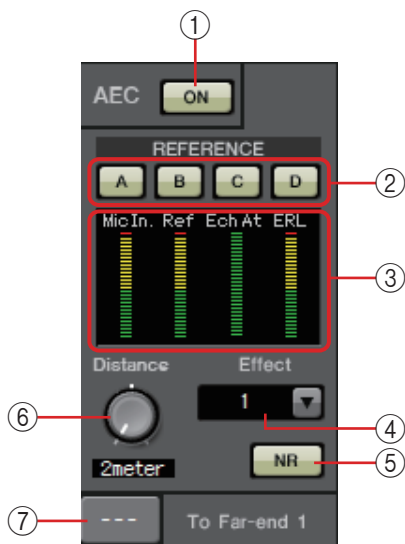 ①
AEC ON
REFERENCE
A B C D
②
MicIn. Ref EchAt ERL
③
Distance Effect
⑥
1
④
2meter
NR
⑤
⑦
--- To Far-end 1